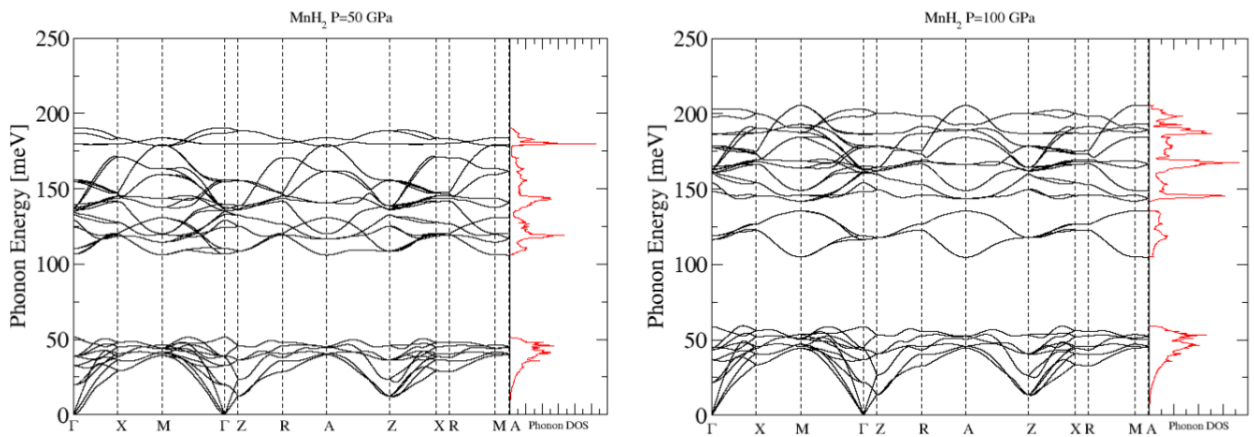 MnH2 P=50 GPa
250
200
150
100
50
0
Phonon Energy [meV]
Γ X M Γ Z R A Z X R M A Phonon DOS
MnH2 P=100 GPa
250
200
150
100
50
0
Phonon Energy [meV]
Γ X M Γ Z R A Z X R M A Phonon DOS